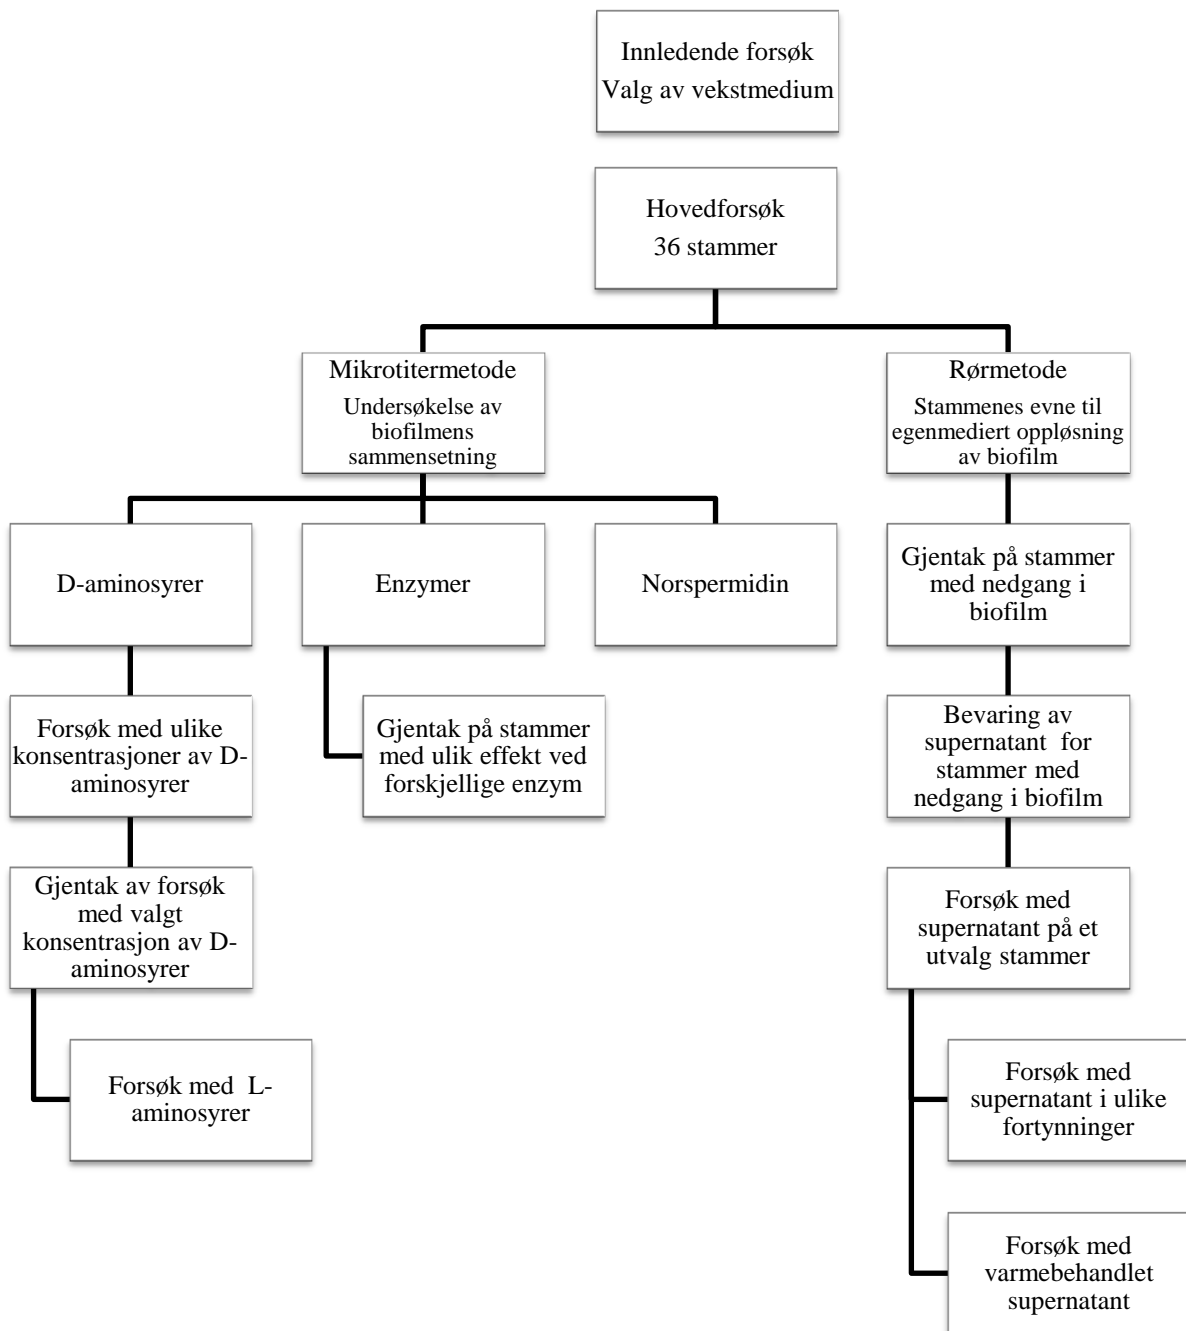 Innledende forsøk
Valg av vekstmedium
Hovedforsøk
36 stammer
Mikrotitermetode
Undersøkelse av
biofilmens
sammensetning
Rørmetode
Stammenes evne til
egenmediert oppløsning
av biofilm
D-aminosyrer
Enzymer
Norspermidin
Gjentak på stammer
med nedgang i
biofilm
Forsøk med ulike
konsentrasjoner av D-
aminosyrer
Gjentak på stammer
med ulik effekt ved
forskjellige enzym
Bevaring av
supernatant for
stammer med
nedgang i biofilm
Gjentak av forsøk
med valgt
konsentrasjon av D-
aminosyrer
Forsøk med
supernatant på et
utvalg stammer
Forsøk med L-
aminosyrer
Forsøk med
supernatant i ulike
fortynninger
Forsøk med
varmebehandlet
supernatant